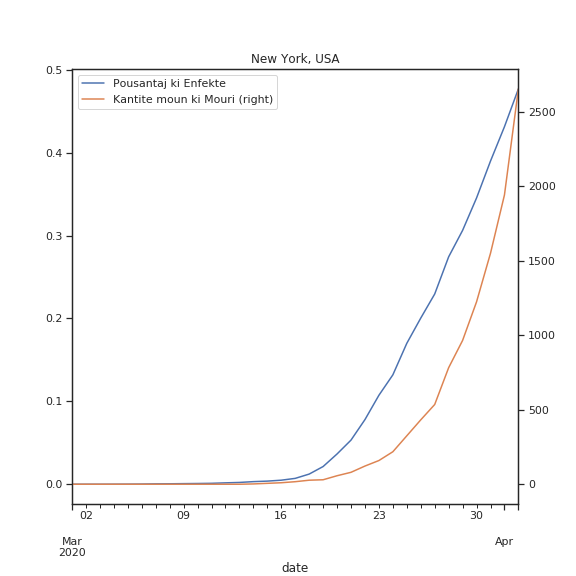 New York, USA
Pousantaj ki Enfekte
Kantite moun ki Mouri (right)
0.5
0.4
0.3
0.2
0.1
0.0
2500
2000
1500
1000
500
0
02 09 16 23 30
Mar Apr
2020
date